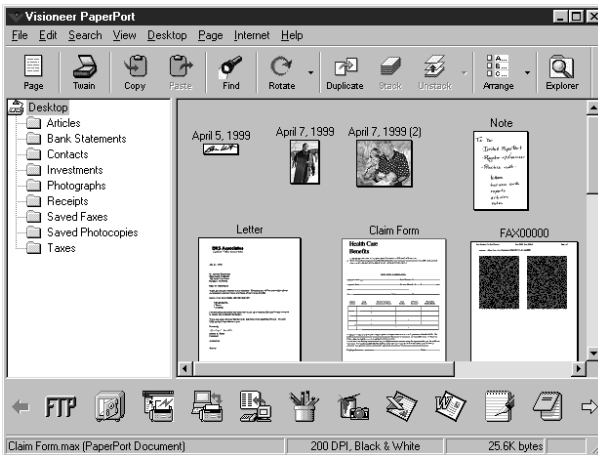 Visioneer PaperPort
File Edit Search View Desktop Page Internet Help
Page Twain Copy Paste Find Rotate Duplicate Stack Unstack Arrange Explorer
Desktop
Articles
Bank Statements
Contacts
Investments
Photographs
Receipts
Saved Faxes
Saved Photocopies
Taxes
April 5, 1999
April 7, 1999
April 7, 1999 (2)
Note
Letter
Claim Form
FAX00000
Health Care
Benefits
FTP
Claim Form.max (PaperPort Document) 200 DPI, Black & White 25.6K bytes